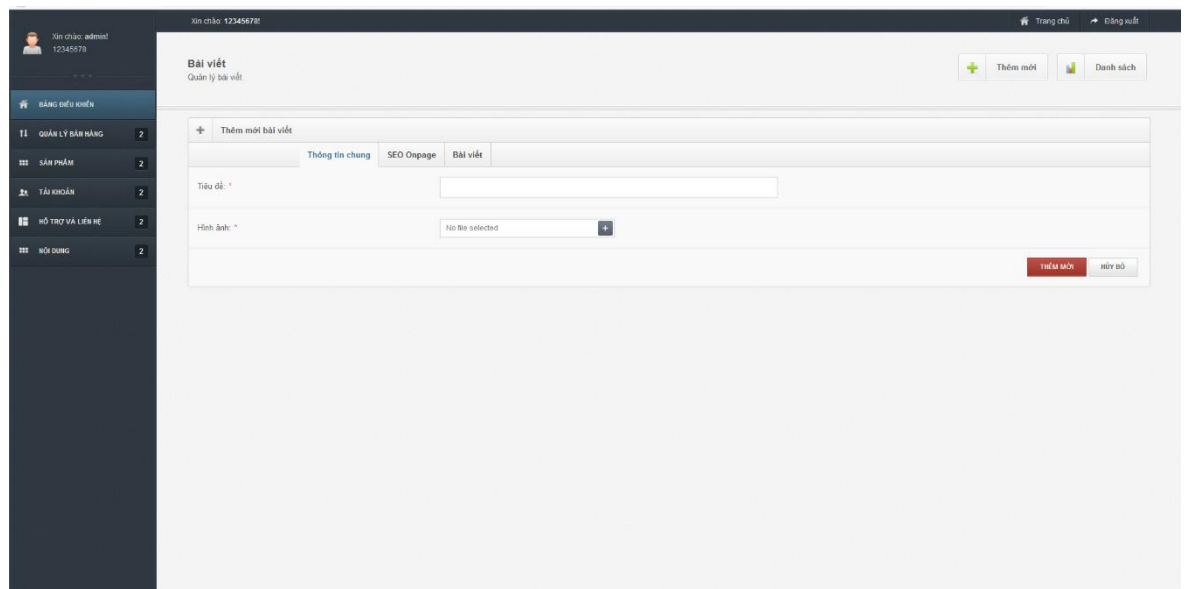 Xin chào: admin!
12345678
BẢNG ĐIỀU KHIỂN
QUẢN LÝ BÁN HÀNG 2
SẢN PHẨM 2
TÀI KHOẢN 2
HỖ TRỢ VÀ LIÊN HỆ 2
NỘI DUNG 2
Xin chào: 12345678!
Trang chủ
Đăng xuất
Bài viết
Quản lý bài viết
Thêm mới
Danh sách
Thêm mới bài viết
Thông tin chung SEO Onpage Bài viết
Tiêu đề: *
Hình ảnh: *
No file selected +
THÊM MỚI HỦY BỎ